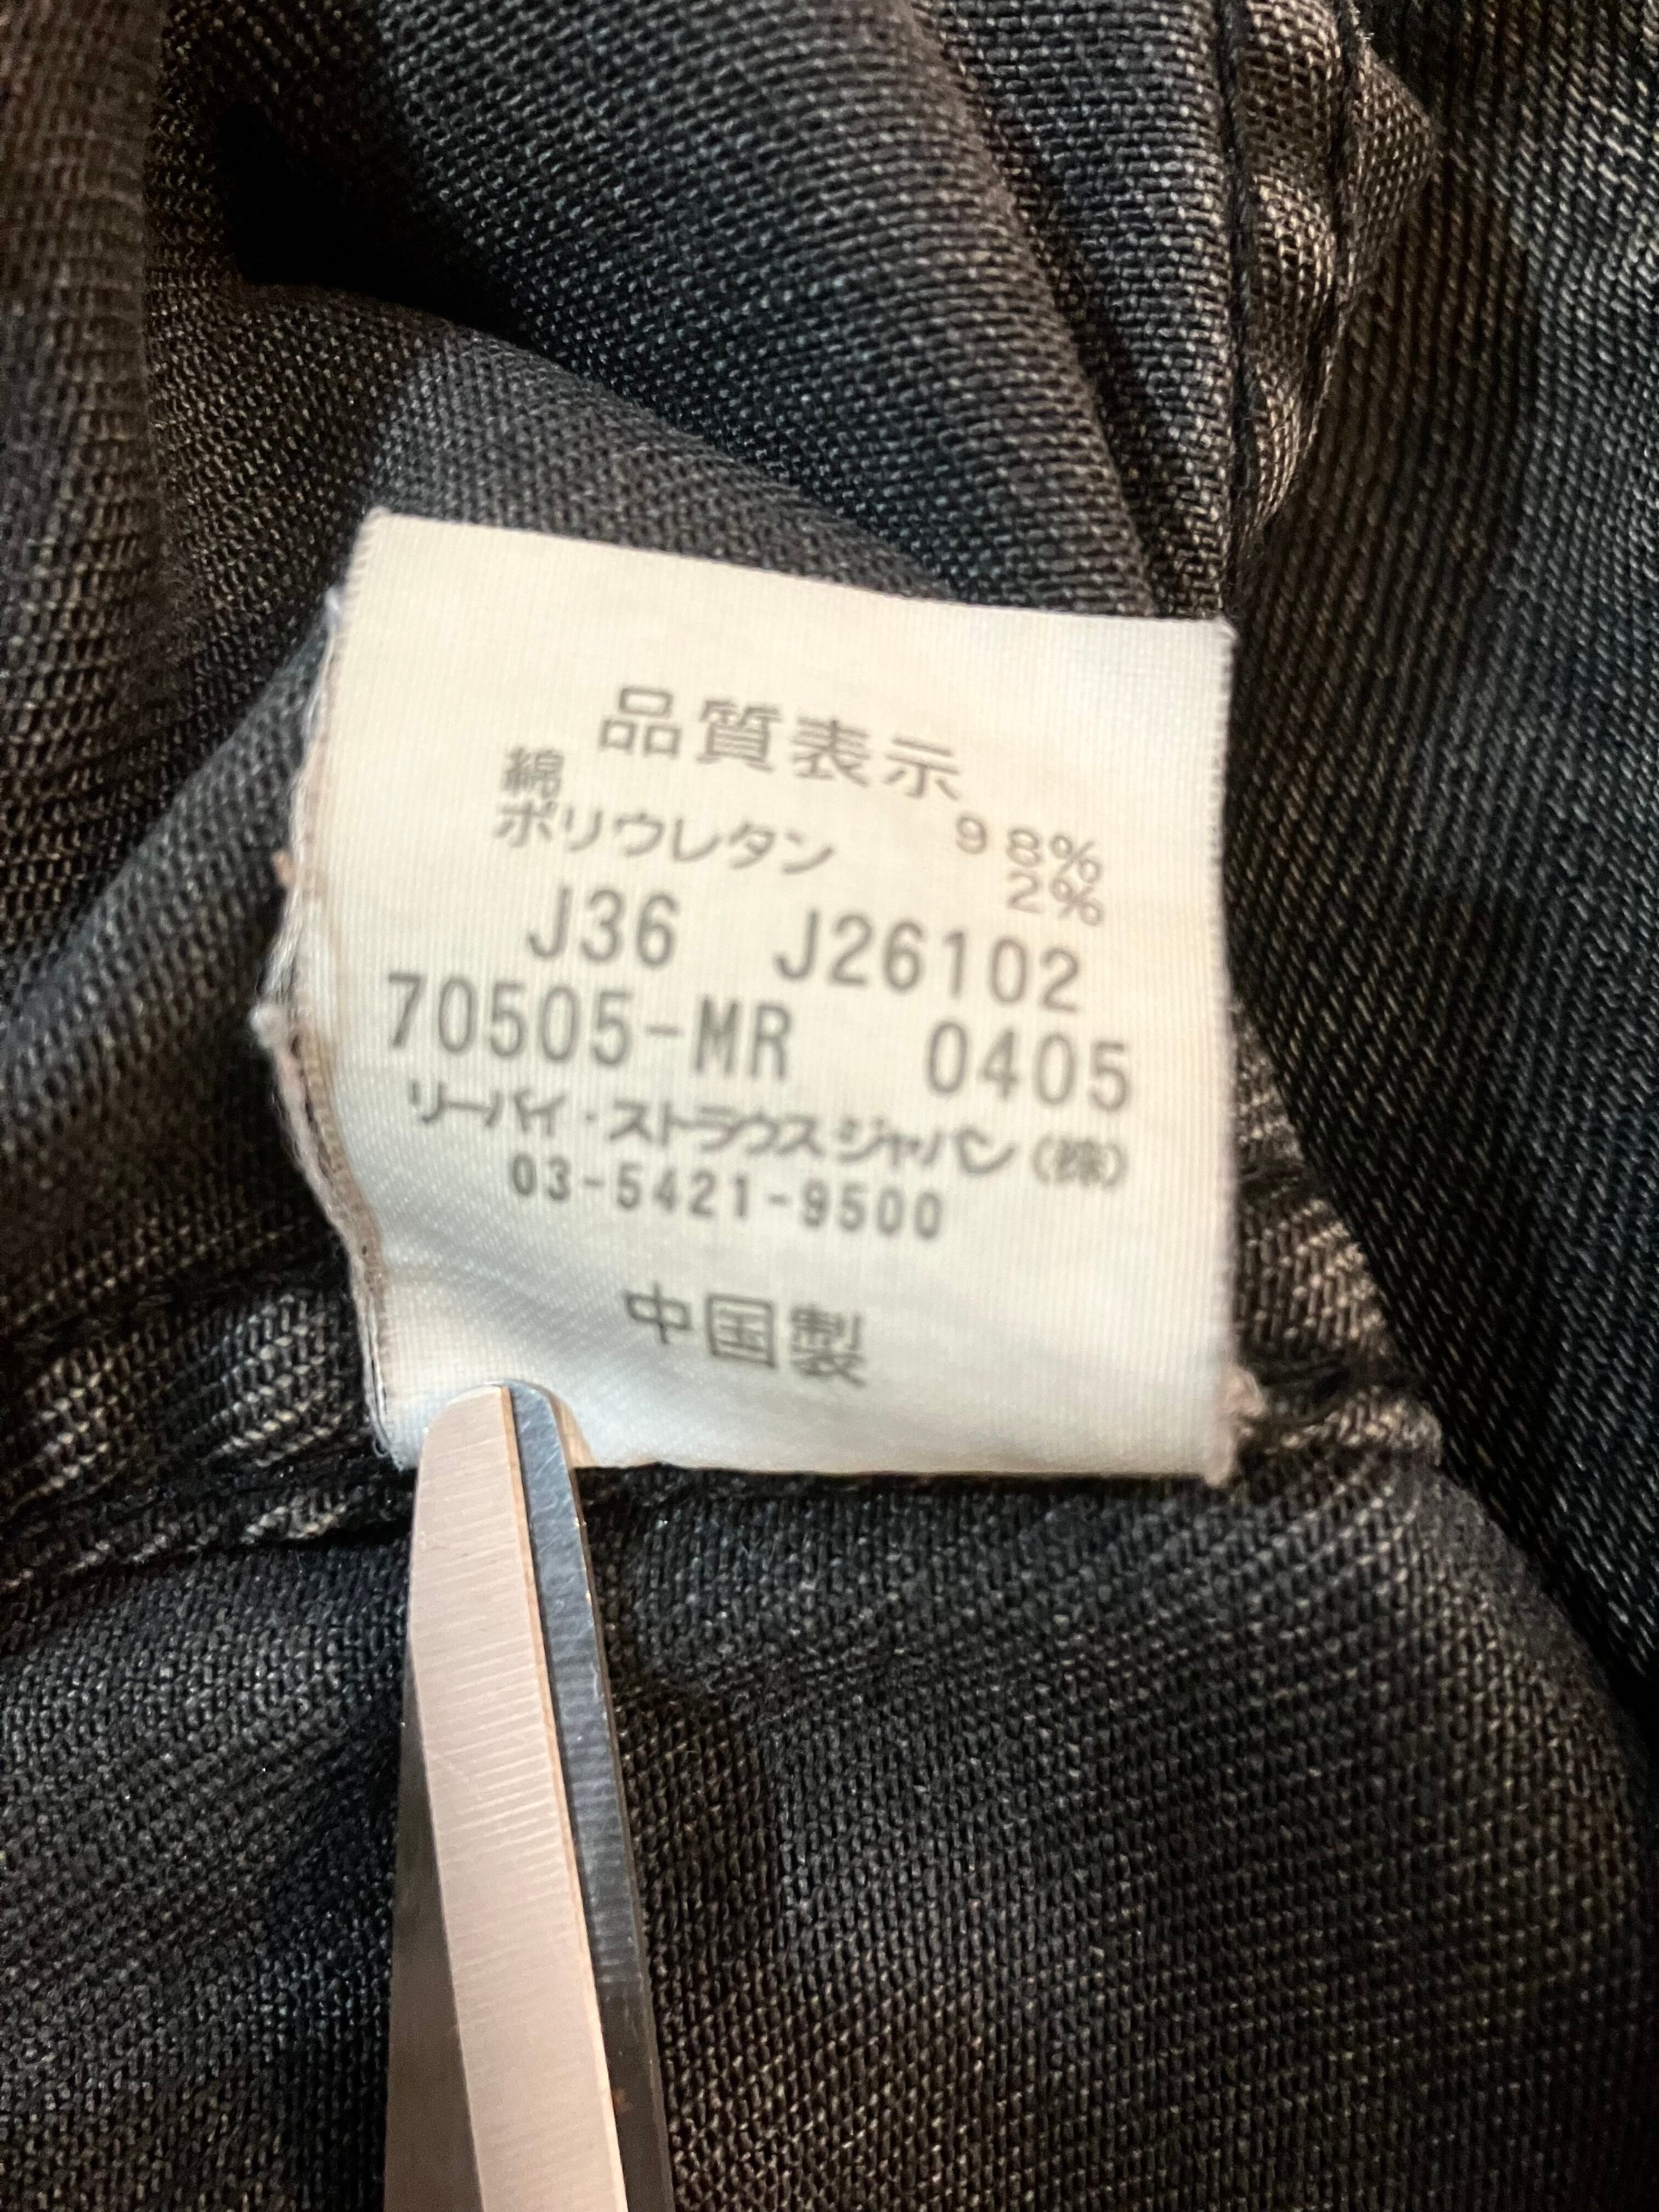 品質表示
綿 98%
ポリウレタン 2%
J36 J26102
70505-MR 0405
リーバイ・ストラウスジャパン(株)
03-5421-9500
中国製